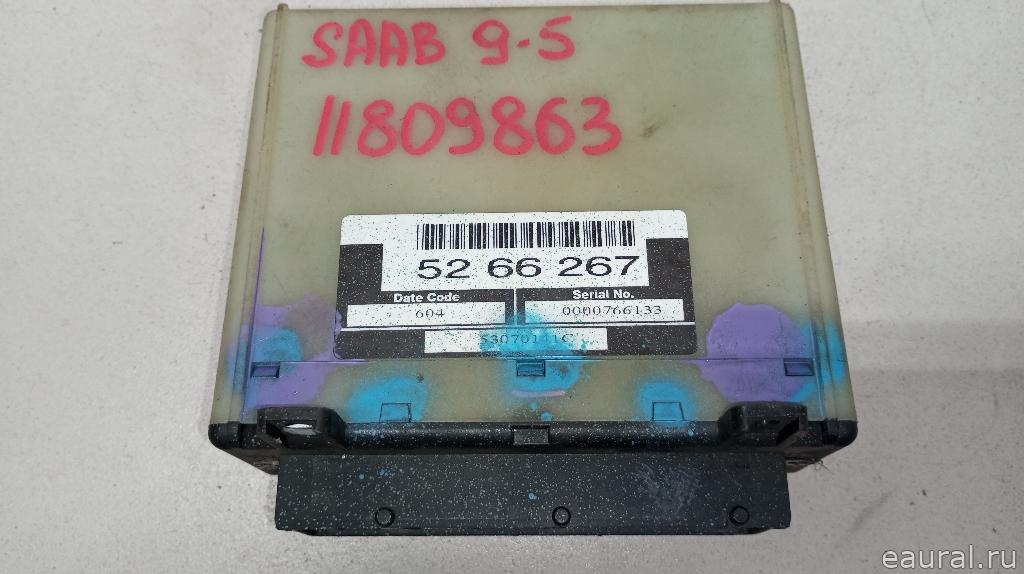 SAAB 9-5
11809863
52 66 267
Date Code
Serial No.
604
0000766133
eaural.ru